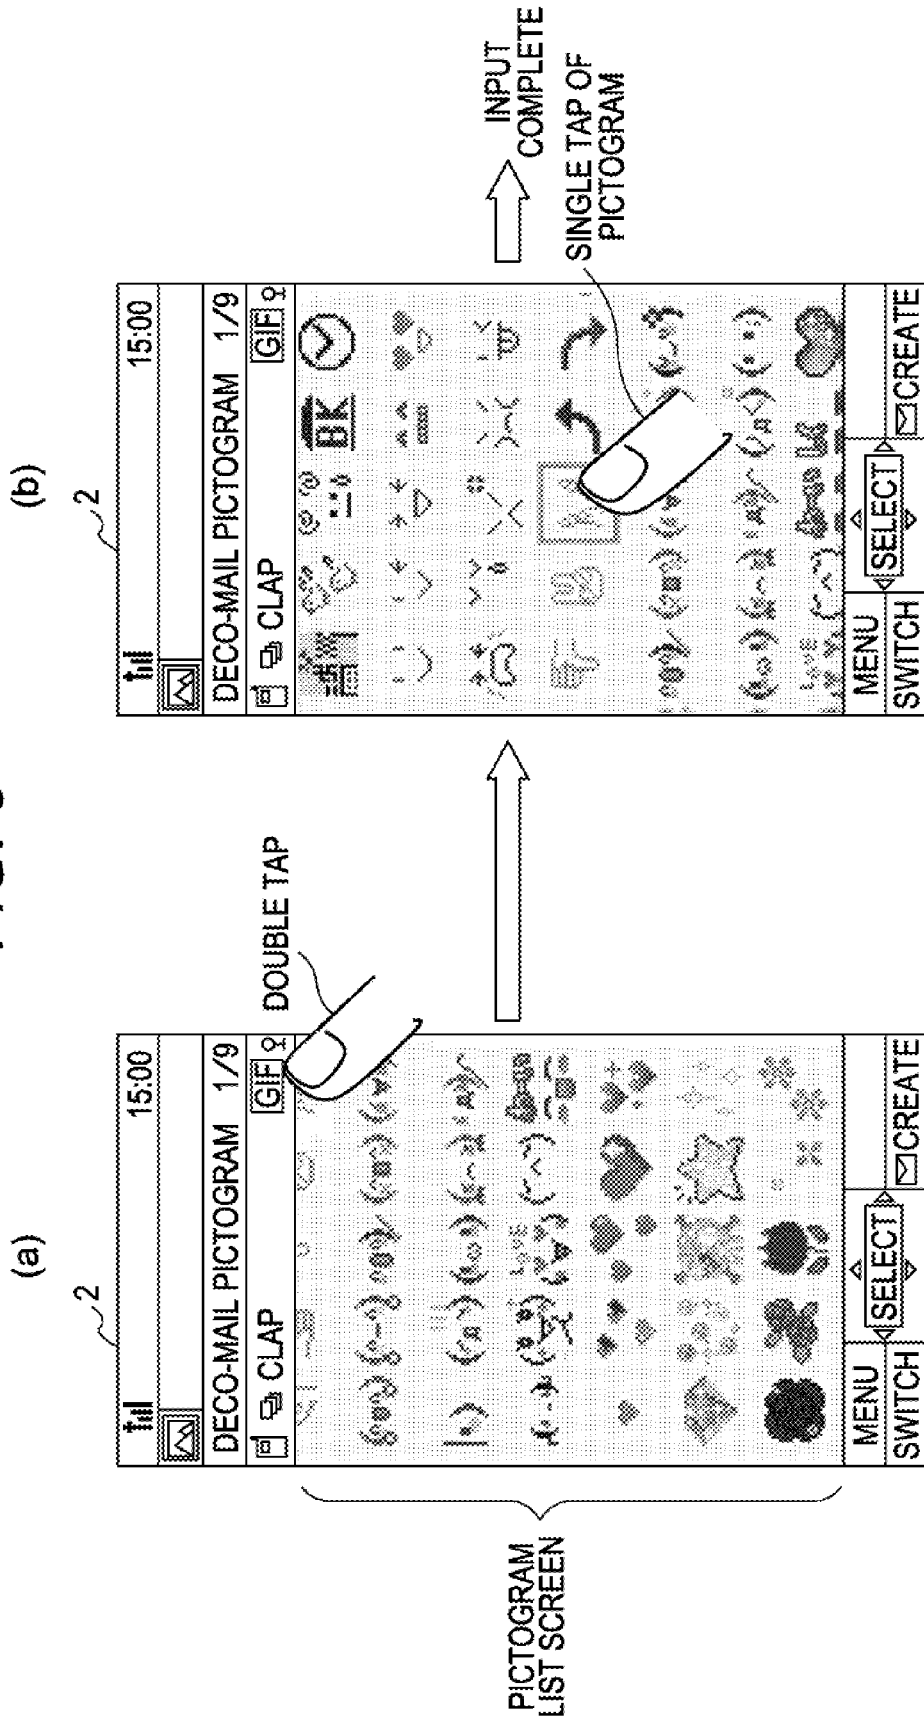 (a)
2
15:00
DECO-MAIL PICTOGRAM 1/9
CLAP GIF
DOUBLE TAP
PICTOGRAM
LIST SCREEN
MENU
SELECT
SWITCH
CREATE
(b)
2
15:00
DECO-MAIL PICTOGRAM 1/9
CLAP GIF
INPUT
COMPLETE
SINGLE TAP OF
PICTOGRAM
MENU
SELECT
SWITCH
CREATE